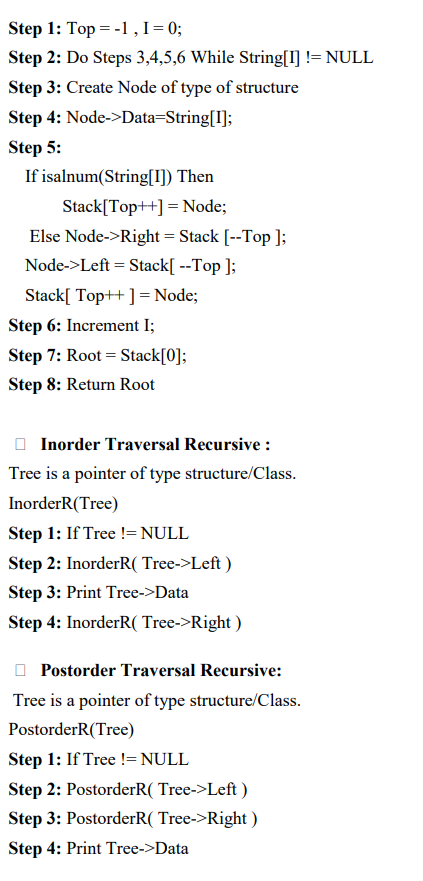 Step 1: Top = -1 , I = 0;
Step 2: Do Steps 3,4,5,6 While String[I] != NULL
Step 3: Create Node of type of structure
Step 4: Node->Data=String[I];
Step 5:
If isalnum(String[I]) Then
Stack[Top++] = Node;
Else Node->Right = Stack [--Top ];
Node->Left = Stack[ --Top ];
Stack[ Top++ ] = Node;
Step 6: Increment I;
Step 7: Root = Stack[0];
Step 8: Return Root
Inorder Traversal Recursive :
Tree is a pointer of type structure/Class.
InorderR(Tree)
Step 1: If Tree != NULL
Step 2: InorderR( Tree->Left )
Step 3: Print Tree->Data
Step 4: InorderR( Tree->Right )
Postorder Traversal Recursive:
Tree is a pointer of type structure/Class.
PostorderR(Tree)
Step 1: If Tree != NULL
Step 2: PostorderR( Tree->Left )
Step 3: PostorderR( Tree->Right )
Step 4: Print Tree->Data